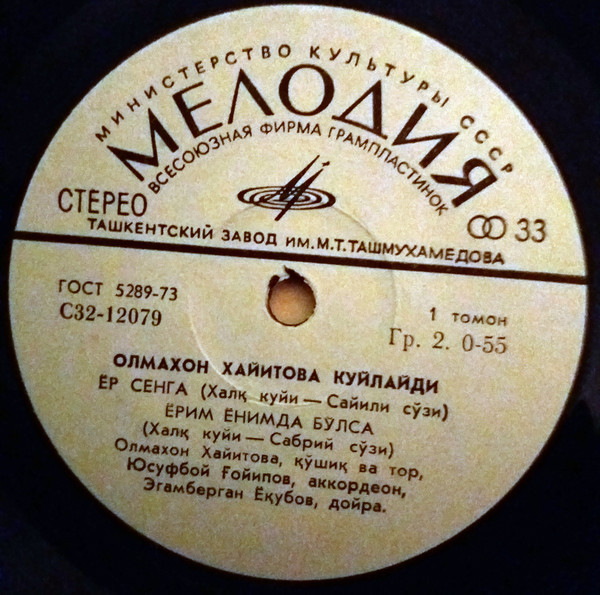 МИНИСТЕРСТВО КУЛЬТУРЫ СССР
МЕЛОДИЯ
ВСЕСОЮЗНАЯ ФИРМА ГРАМПЛАСТИНОК
СТЕРЕО
33
ТАШКЕНТСКИЙ ЗАВОД ИМ.М.Т.ТАШМУХАМЕДОВА
ГОСТ 5289-73
С32-12079
1 томон
Гр. 2. 0-55
ОЛМАХОН ХАЙИТОВА КУЙЛАЙДИ
ЁР СЕНГА (Халқ куйи — Сайили сўзи)
ЁРИМ ЁНИМДА БЎЛСА
(Халқ куйи — Сабрий сўзи)
Олмахон Хайитова, қўшиқ ва тор,
Юсуфбой Ғойипов, аккордеон,
Эгамберган Ёқубов, дойра.